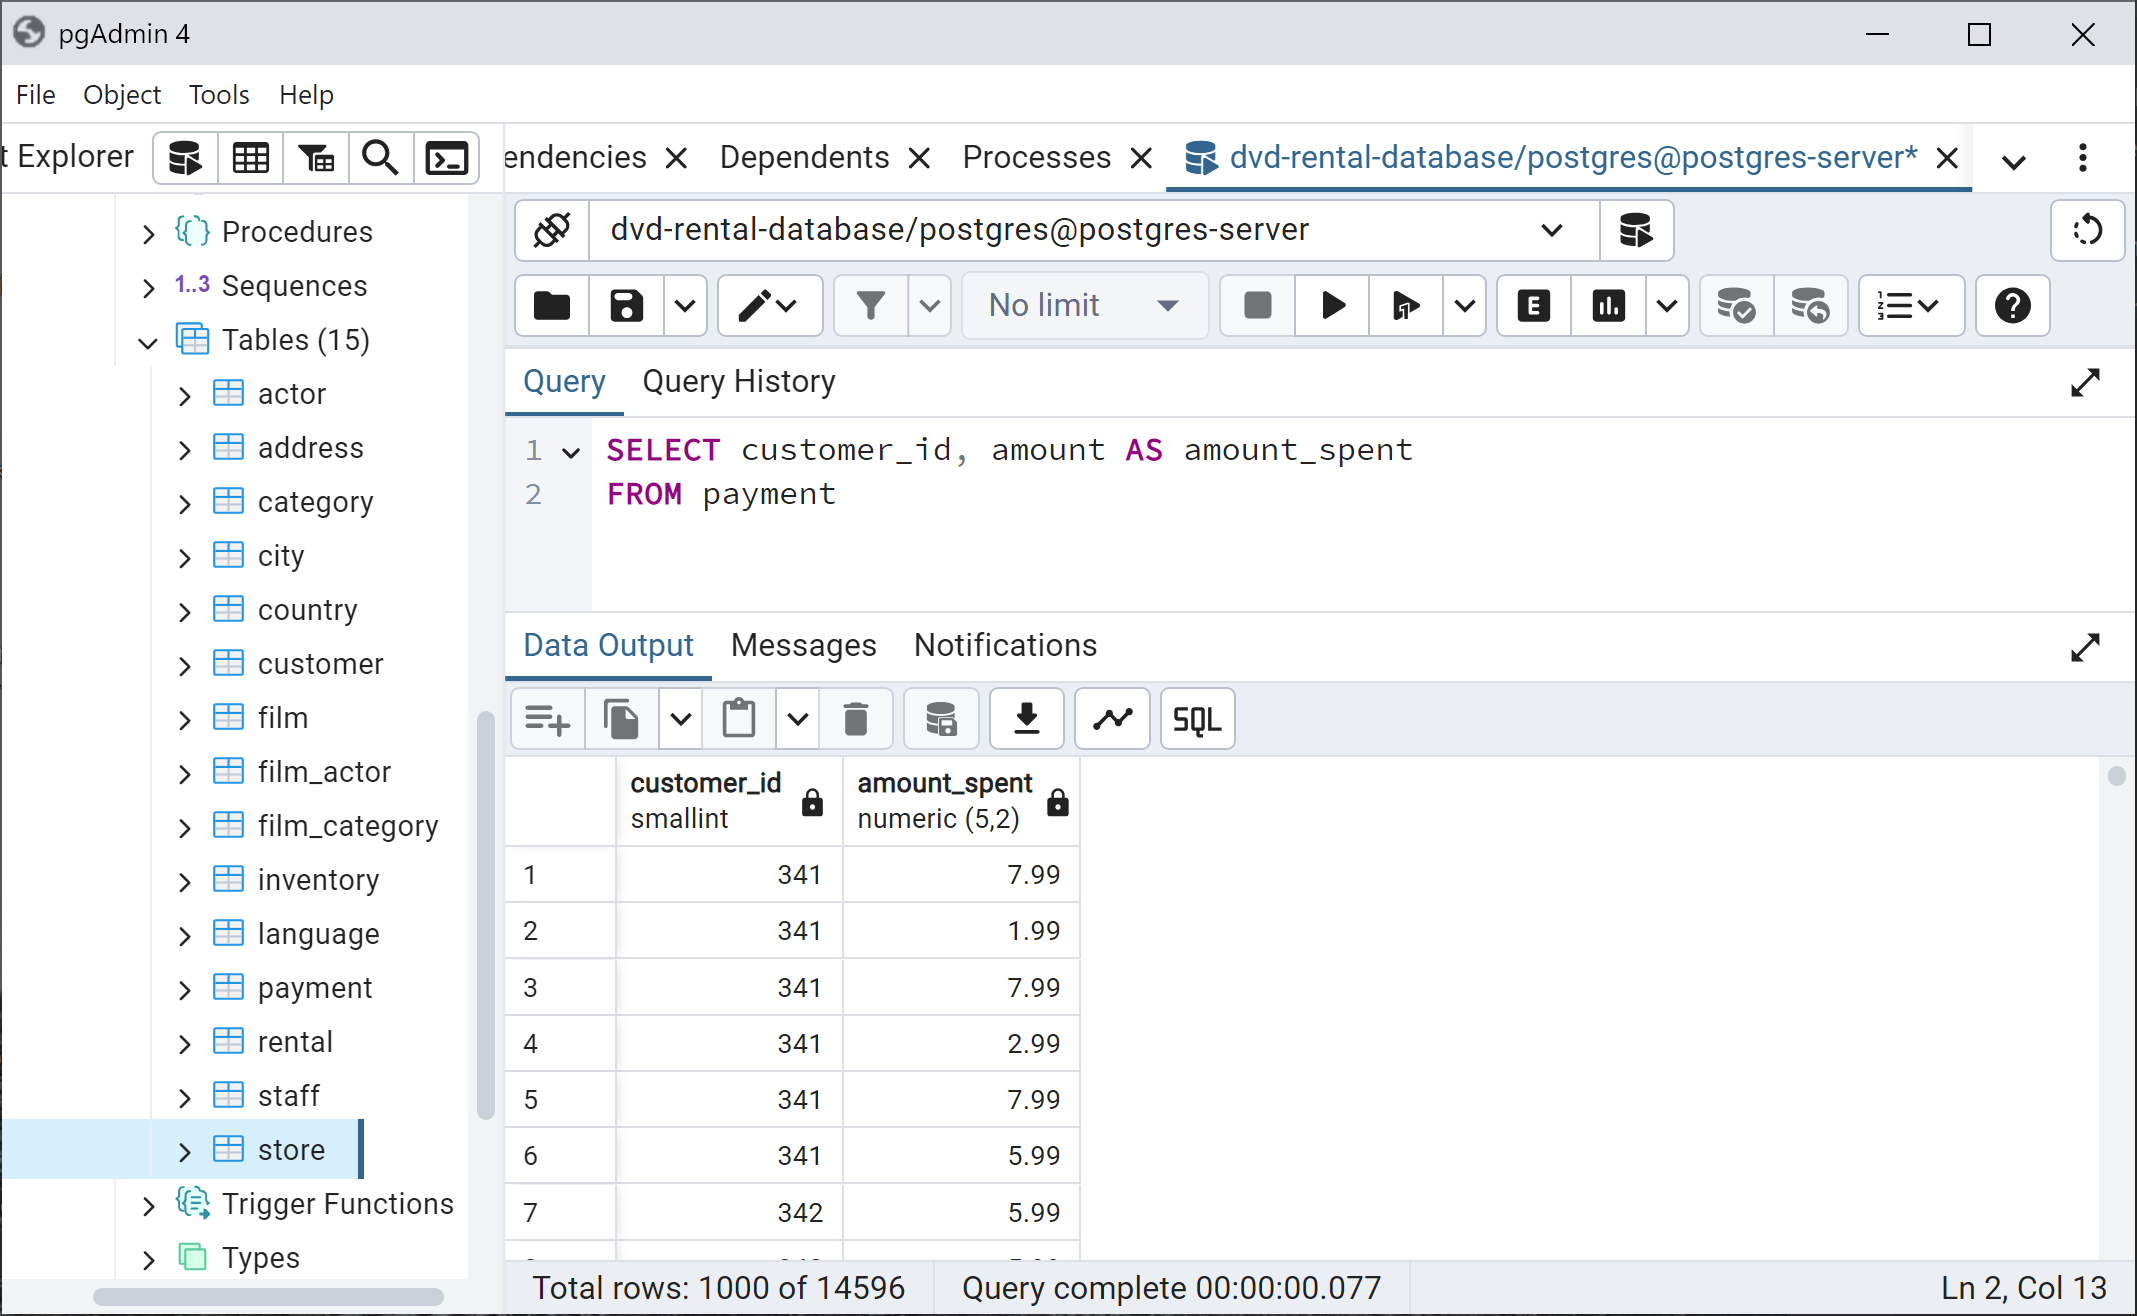 pgAdmin 4
File Object Tools Help
t Explorer
endencies Dependents Processes dvd-rental-database/postgres@postgres-server*
dvd-rental-database/postgres@postgres-server
No limit
E
Query Query History
1 SELECT customer_id, amount AS amount_spent
2 FROM payment
Procedures
1..3 Sequences
Tables (15)
actor
address
category
city
country
customer
film
film_actor
film_category
inventory
language
payment
rental
staff
store
Trigger Functions
Types
Data Output Messages Notifications
SQL
customer_id amount_spent
smallint numeric (5,2)
1 341 7.99
2 341 1.99
3 341 7.99
4 341 2.99
5 341 7.99
6 341 5.99
7 342 5.99
Total rows: 1000 of 14596 Query complete 00:00:00.077 Ln 2, Col 13